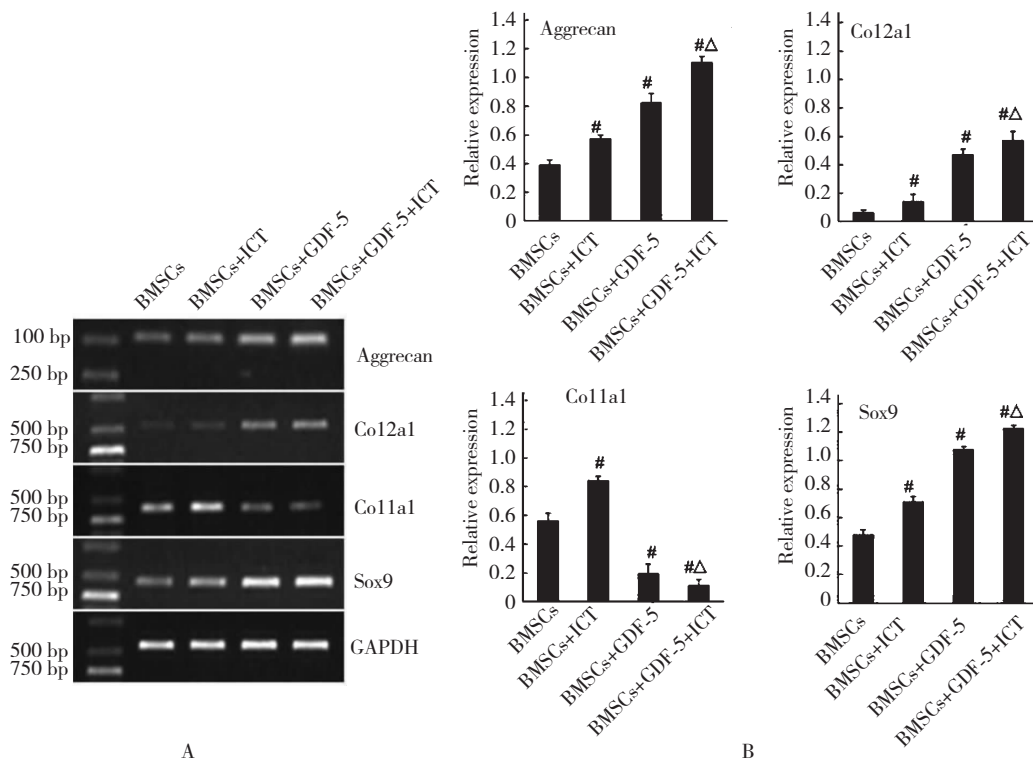 BMSCs
BMSCs+ICT
BMSCs+GDF-5
BMSCs+GDF-5+ICT
100 bp
250 bp
Aggrecan
500 bp
750 bp
Co12a1
500 bp
750 bp
Co11a1
500 bp
750 bp
Sox9
500 bp
750 bp
GAPDH
A
B
Aggrecan
Relative expression
1.4
1.2
1.0
0.8
0.6
0.4
0.2
0
#
#
#△
BMSCs
BMSCs+ICT
BMSCs+GDF-5
BMSCs+GDF-5+ICT
Co12a1
Relative expression
1.4
1.2
1.0
0.8
0.6
0.4
0.2
0
#
#
#△
BMSCs
BMSCs+ICT
BMSCs+GDF-5
BMSCs+GDF-5+ICT
Co11a1
Relative expression
1.4
1.2
1.0
0.8
0.6
0.4
0.2
0
#
#
#△
BMSCs
BMSCs+ICT
BMSCs+GDF-5
BMSCs+GDF-5+ICT
Sox9
Relative expression
1.4
1.2
1.0
0.8
0.6
0.4
0.2
0
#
#
#△
BMSCs
BMSCs+ICT
BMSCs+GDF-5
BMSCs+GDF-5+ICT